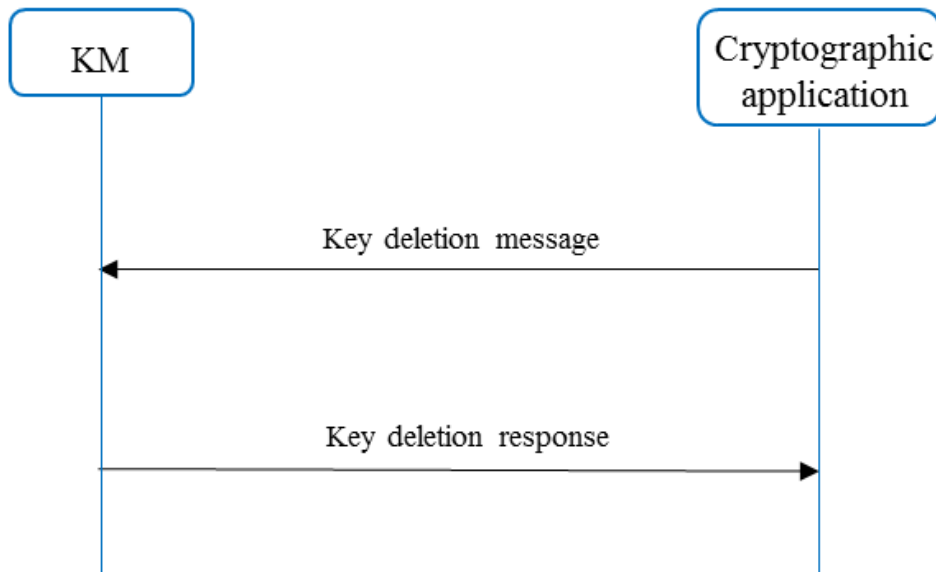 KM
Cryptographic
application
Key deletion message
Key deletion response